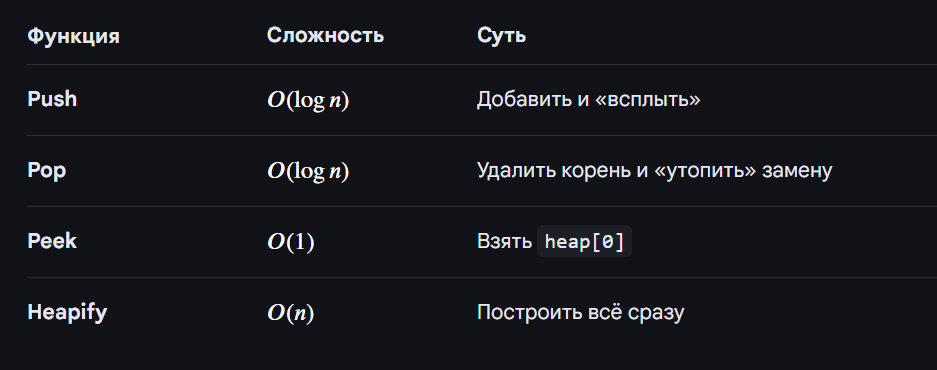 Функция Сложность Суть
Push O(log n) Добавить и «всплыть»
Pop O(log n) Удалить корень и «утопить» замену
Peek O(1) Взять heap[0]
Heapify O(n) Построить всё сразу